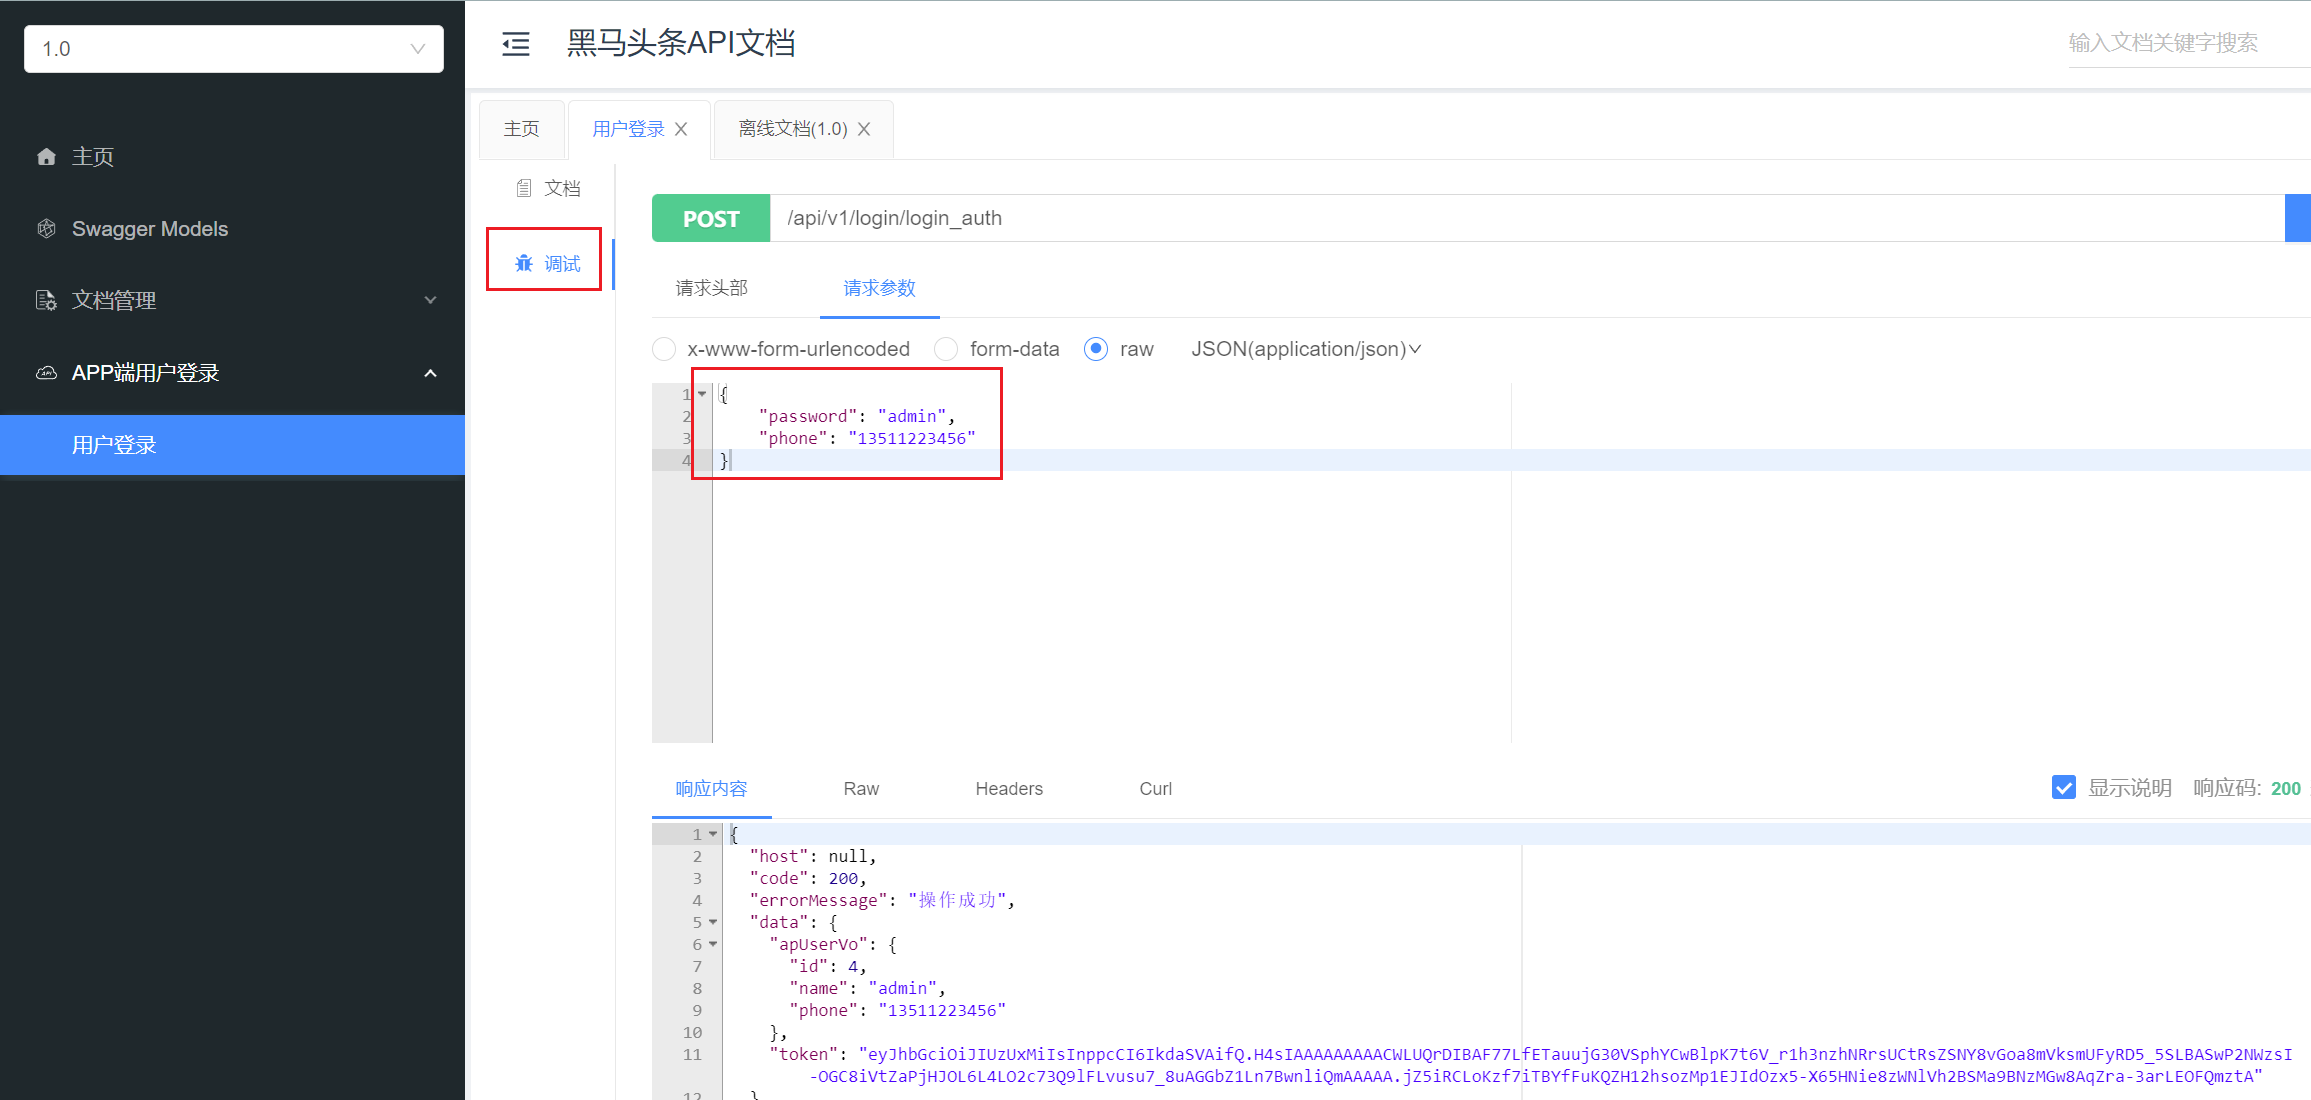 1.0
黑马头条API文档
输入文档关键字搜索
主页
Swagger Models
文档管理
APP端用户登录
用户登录
主页
用户登录
离线文档(1.0)
文档
调试
POST
/api/v1/login/login_auth
请求头部
请求参数
x-www-form-urlencoded
form-data
raw
JSON(application/json)
1 {
2 "password": "admin",
3 "phone": "13511223456"
4 }
响应内容
Raw
Headers
Curl
显示说明
响应码: 200
1 {
2 "host": null,
3 "code": 200,
4 "errorMessage": "操作成功",
5 "data": {
6 "apUserVo": {
7 "id": 4,
8 "name": "admin",
9 "phone": "13511223456"
10 },
11 "token": "eyJhbGciOiJIUzUxMiIsInppcCI6IkdaSVAifQ.H4sIAAAAAAAAACWLUQrDIBAF77LfETauujG30VSphYCwBlpK7t6V_r1h3nzhNRrsUCtRsZSNY8vGoa8mVksmUFyRD5_5SLBASwP2NWzsI
-OGC8iVtZaPjHJOL6L4LO2c73Q9lFLvusu7_8uAGGbZ1Ln7BwnliQmAAAAA.jZ5iRCLoKzf7iTBYfFuKQZH12hsozMp1EJIdOzx5-X65HNie8zWNlVh2BSMa9BNzMGw8AqZra-3arLEOFQmztA"
12 }